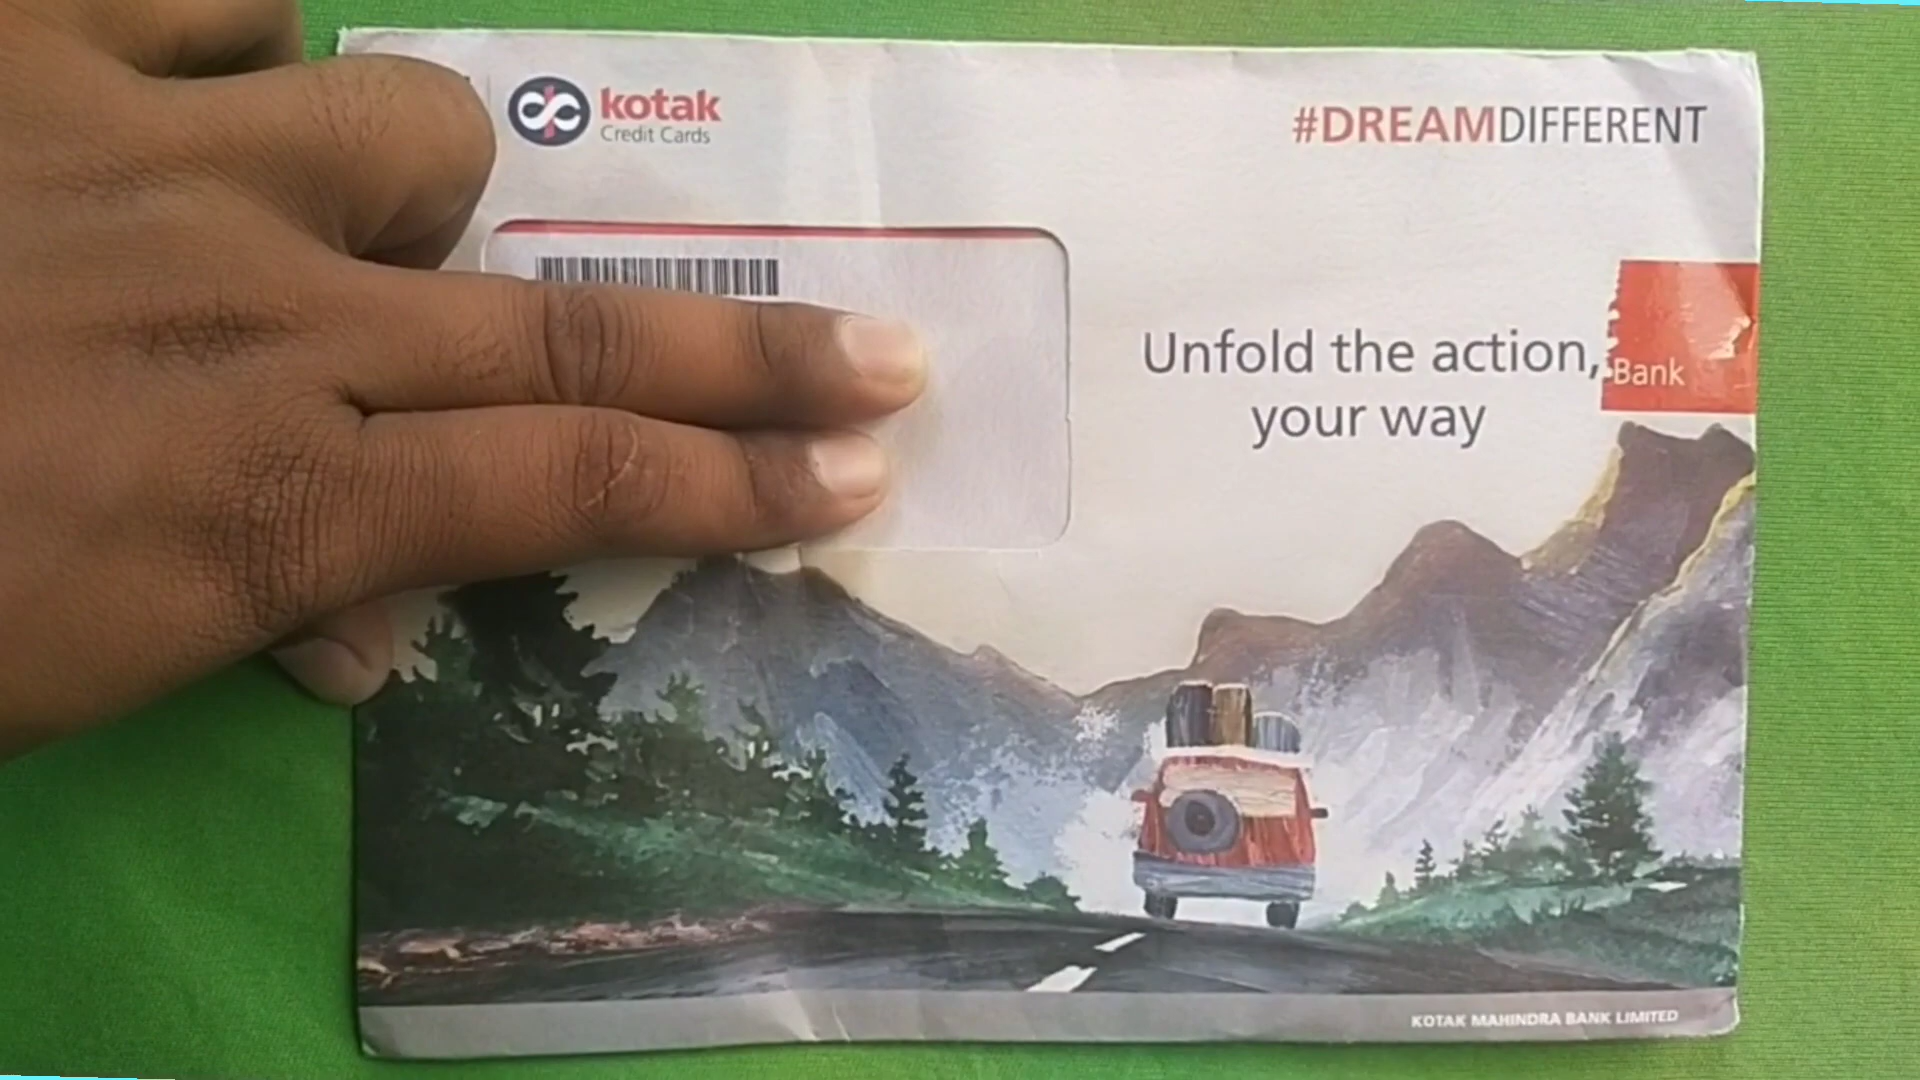 kotak
Credit Cards
#DREAMDIFFERENT
Unfold the action,
your way
Bank
KOTAK MAHINDRA BANK LIMITED